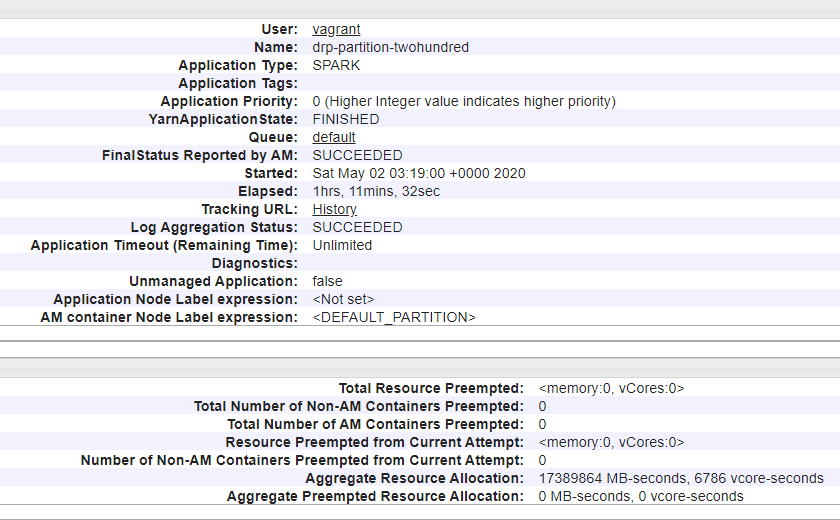 User: vagrant
Name: drp-partition-twohundred
Application Type: SPARK
Application Tags:
Application Priority: 0 (Higher Integer value indicates higher priority)
YarnApplicationState: FINISHED
Queue: default
FinalStatus Reported by AM: SUCCEEDED
Started: Sat May 02 03:19:00 +0000 2020
Elapsed: 1hrs, 11mins, 32sec
Tracking URL: History
Log Aggregation Status: SUCCEEDED
Application Timeout (Remaining Time): Unlimited
Diagnostics:
Unmanaged Application: false
Application Node Label expression: <Not set>
AM container Node Label expression: <DEFAULT_PARTITION>
Total Resource Preempted: <memory:0, vCores:0>
Total Number of Non-AM Containers Preempted: 0
Total Number of AM Containers Preempted: 0
Resource Preempted from Current Attempt: <memory:0, vCores:0>
Number of Non-AM Containers Preempted from Current Attempt: 0
Aggregate Resource Allocation: 17389864 MB-seconds, 6786 vcore-seconds
Aggregate Preempted Resource Allocation: 0 MB-seconds, 0 vcore-seconds